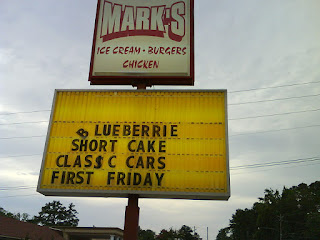 MARK'S
ICE CREAM • BURGERS
CHICKEN
BLUEBERRIE
SHORT CAKE
CLAS$C CARS
FIRST FRIDAY